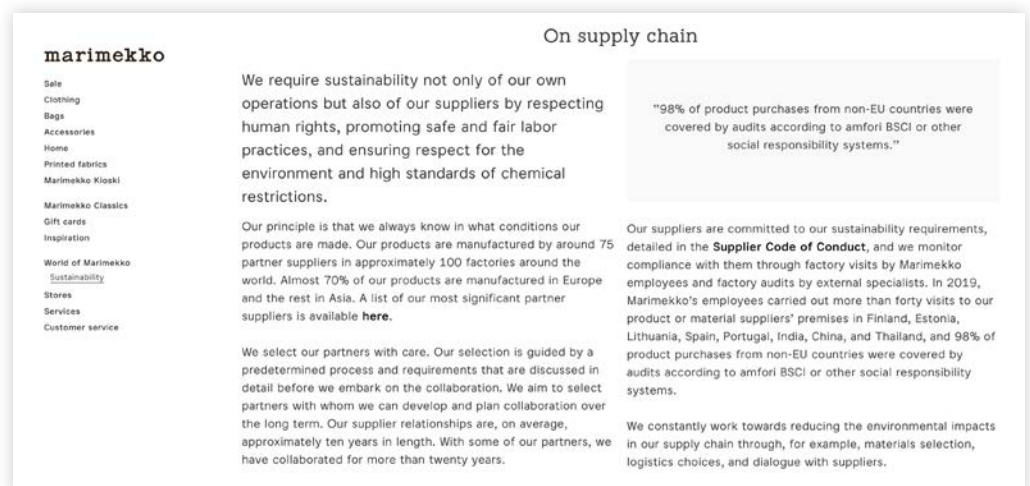 marimekko
Sale
Clothing
Bags
Accessories
Home
Printed fabrics
Marimekko Kioski
Marimekko Classics
Gift cards
Inspiration
World of Marimekko
Sustainability
Stores
Services
Customer service
On supply chain
We require sustainability not only of our own
operations but also of our suppliers by respecting
human rights, promoting safe and fair labor
practices, and ensuring respect for the
environment and high standards of chemical
restrictions.
Our principle is that we always know in what conditions our
products are made. Our products are manufactured by around 75
partner suppliers in approximately 100 factories around the
world. Almost 70% of our products are manufactured in Europe
and the rest in Asia. A list of our most significant partner
suppliers is available here.
We select our partners with care. Our selection is guided by a
predetermined process and requirements that are discussed in
detail before we embark on the collaboration. We aim to select
partners with whom we can develop and plan collaboration over
the long term. Our supplier relationships are, on average,
approximately ten years in length. With some of our partners, we
have collaborated for more than twenty years.
"98% of product purchases from non-EU countries were
covered by audits according to amfori BSCI or other
social responsibility systems."
Our suppliers are committed to our sustainability requirements,
detailed in the Supplier Code of Conduct, and we monitor
compliance with them through factory visits by Marimekko
employees and factory audits by external specialists. In 2019,
Marimekko's employees carried out more than forty visits to our
product or material suppliers' premises in Finland, Estonia,
Lithuania, Spain, Portugal, India, China, and Thailand, and 98% of
product purchases from non-EU countries were covered by
audits according to amfori BSCI or other social responsibility
systems.
We constantly work towards reducing the environmental impacts
in our supply chain through, for example, materials selection,
logistics choices, and dialogue with suppliers.